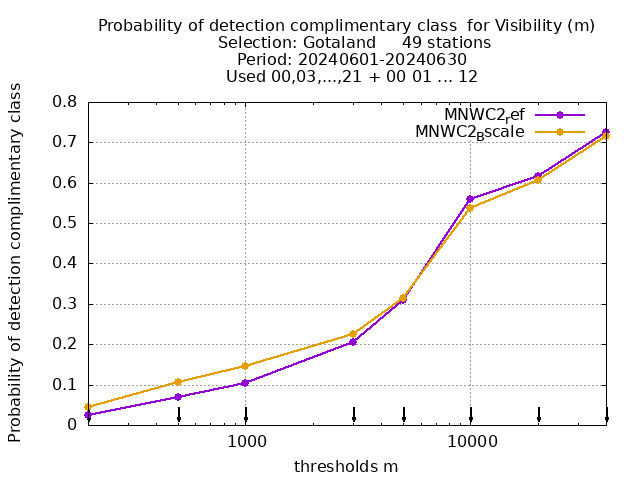 Probability of detection complimentary class  for Visibility (m)
Selection: Gotaland     49 stations
Period: 20240601-20240630
Used 00,03,...,21 + 00 01 ... 12
Probability of detection complimentary class
MNWC2ref
MNWC2Bscale
0.8
0.7
0.6
0.5
0.4
0.3
0.2
0.1
0
1000 10000
thresholds m